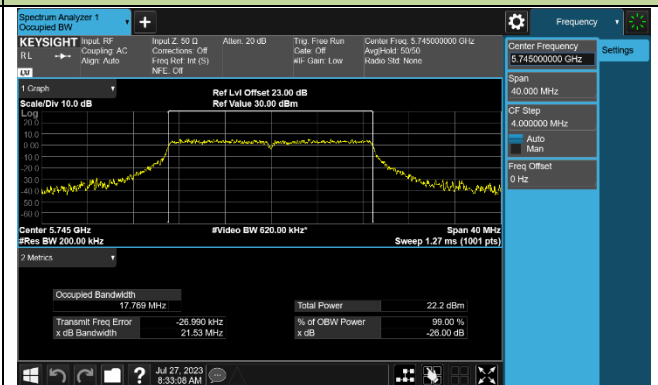 Spectrum Analyzer 1
Occupied BW
+
Frequency
KEYSIGHT
RL
LXI
Input: RF
Coupling: AC
Align: Auto
Input Z: 50 Ω
Corrections: Off
Freq Ref: Int (S)
NFE: Off
Atten: 20 dB
Trig: Free Run
Gate: Off
#IF Gain: Low
Center Freq: 5.745000000 GHz
Avg|Hold: 50/50
Radio Std: None
Center Frequency
5.745000000 GHz
Settings
Span
40.000 MHz
CF Step
4.000000 MHz
Auto
Man
Freq Offset
0 Hz
1 Graph
Scale/Div 10.0 dB
Ref Lvl Offset 23.00 dB
Ref Value 30.00 dBm
Log
20.0
10.0
0.00
-10.0
-20.0
-30.0
-40.0
-50.0
-60.0
Center 5.745 GHz
#Res BW 200.00 kHz
#Video BW 620.00 kHz*
Span 40 MHz
Sweep 1.27 ms (1001 pts)
2 Metrics
Occupied Bandwidth
17.769 MHz
Total Power
22.2 dBm
Transmit Freq Error
-26.990 kHz
% of OBW Power
99.00 %
x dB Bandwidth
21.53 MHz
x dB
-26.00 dB
?
Jul 27, 2023
8:33:08 AM